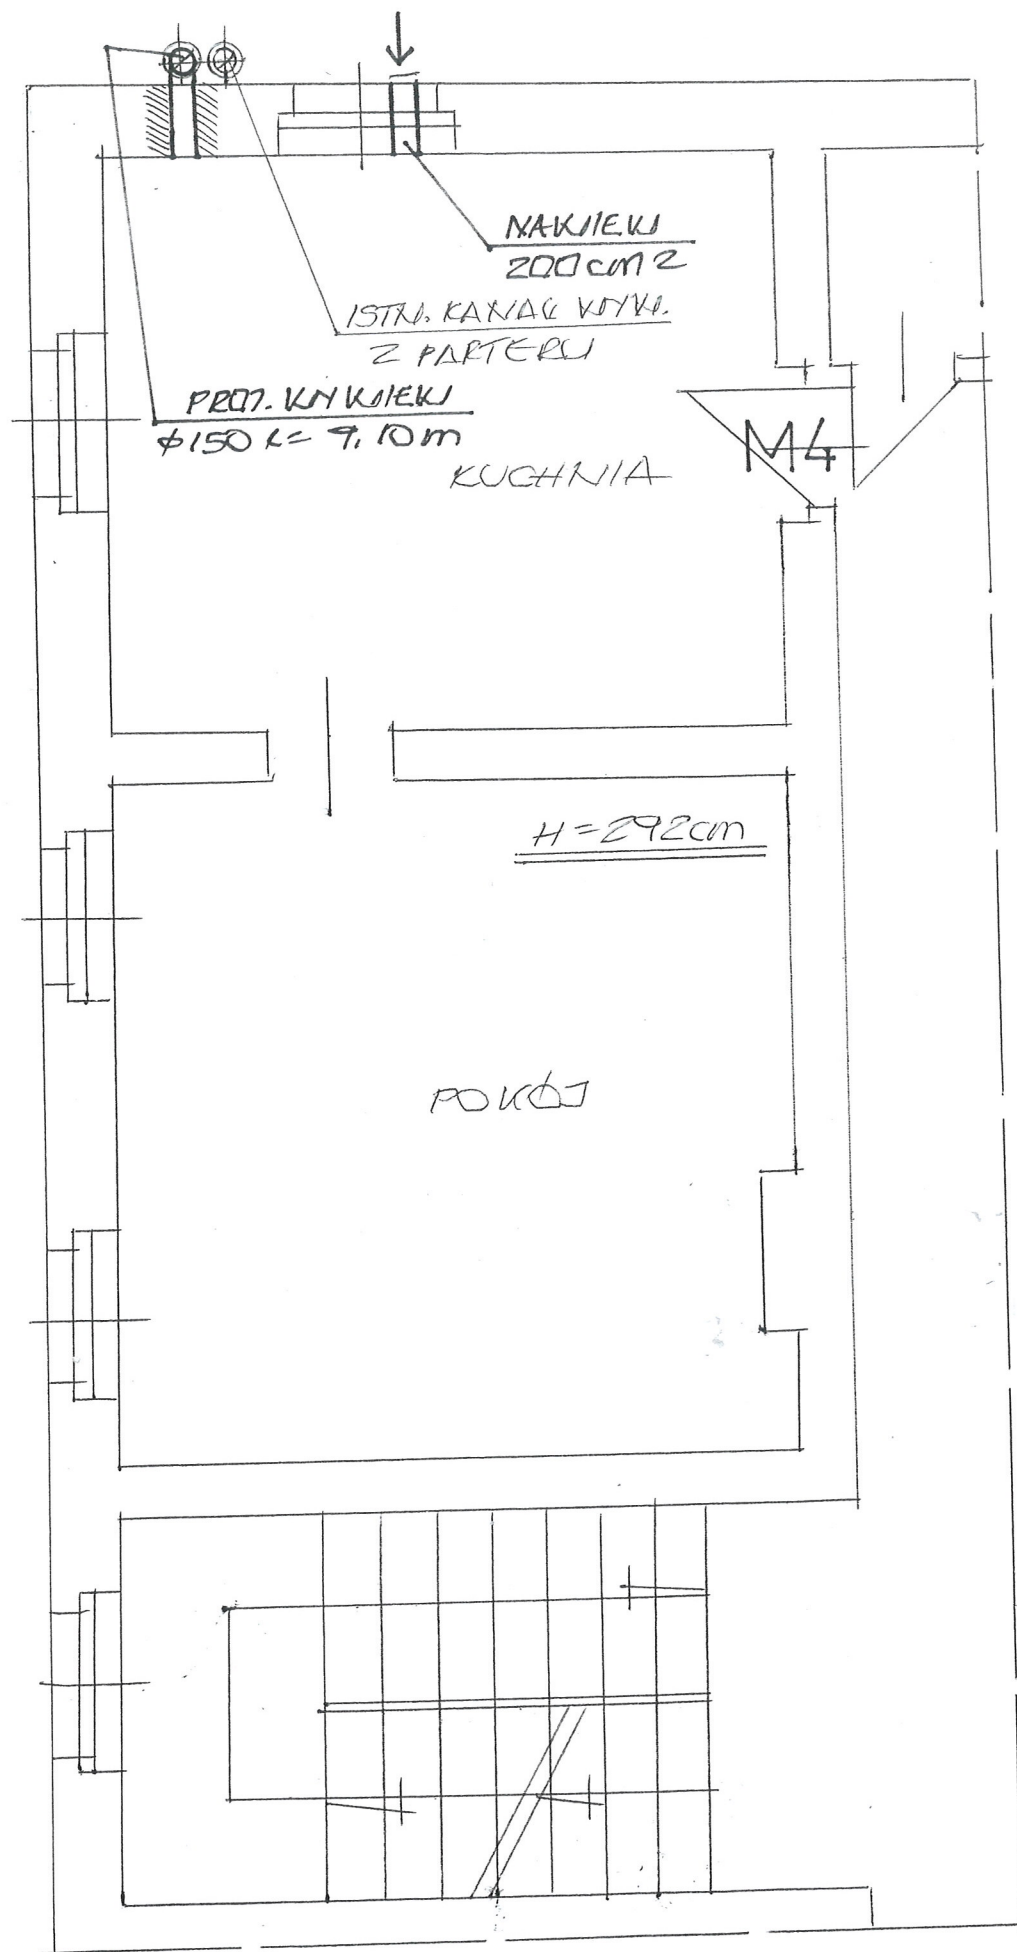 NAWIEW
200cm2
ISTN. KANAŁ WYW.
Z PARTERU
PROJ. WYWIEW
φ150 L= 9,10m
M4
KUCHNIA
H=292cm
POKÓJ